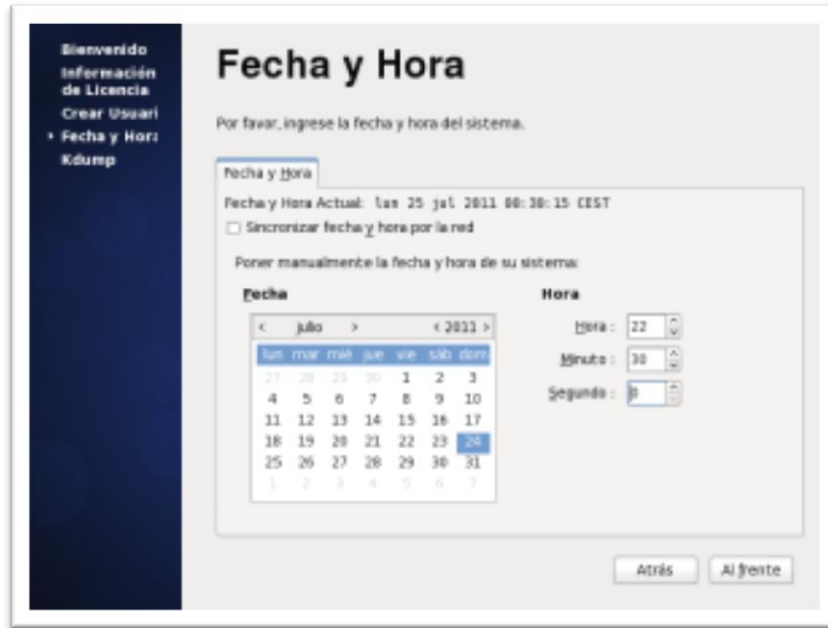 Bienvenido
Información
de Licencia
Crear Usuari
Fecha y Hora
Kdump
Fecha y Hora
Por favor, ingrese la fecha y hora del sistema.
Fecha y Hora
Fecha y Hora Actual: lun 25 jul 2011 00:30:15 CEST
Sincronizar fecha y hora por la red
Poner manualmente la fecha y hora de su sistema:
Fecha Hora
< julio > < 2011 > Hora : 22
lun mar mié jue vie sáb dom
27 28 29 30 1 2 3 Minuto : 30
4 5 6 7 8 9 10 Segundo : 0
11 12 13 14 15 16 17
18 19 20 21 22 23 24
25 26 27 28 29 30 31
1 2 3 4 5 6 7
Atrás Al frente